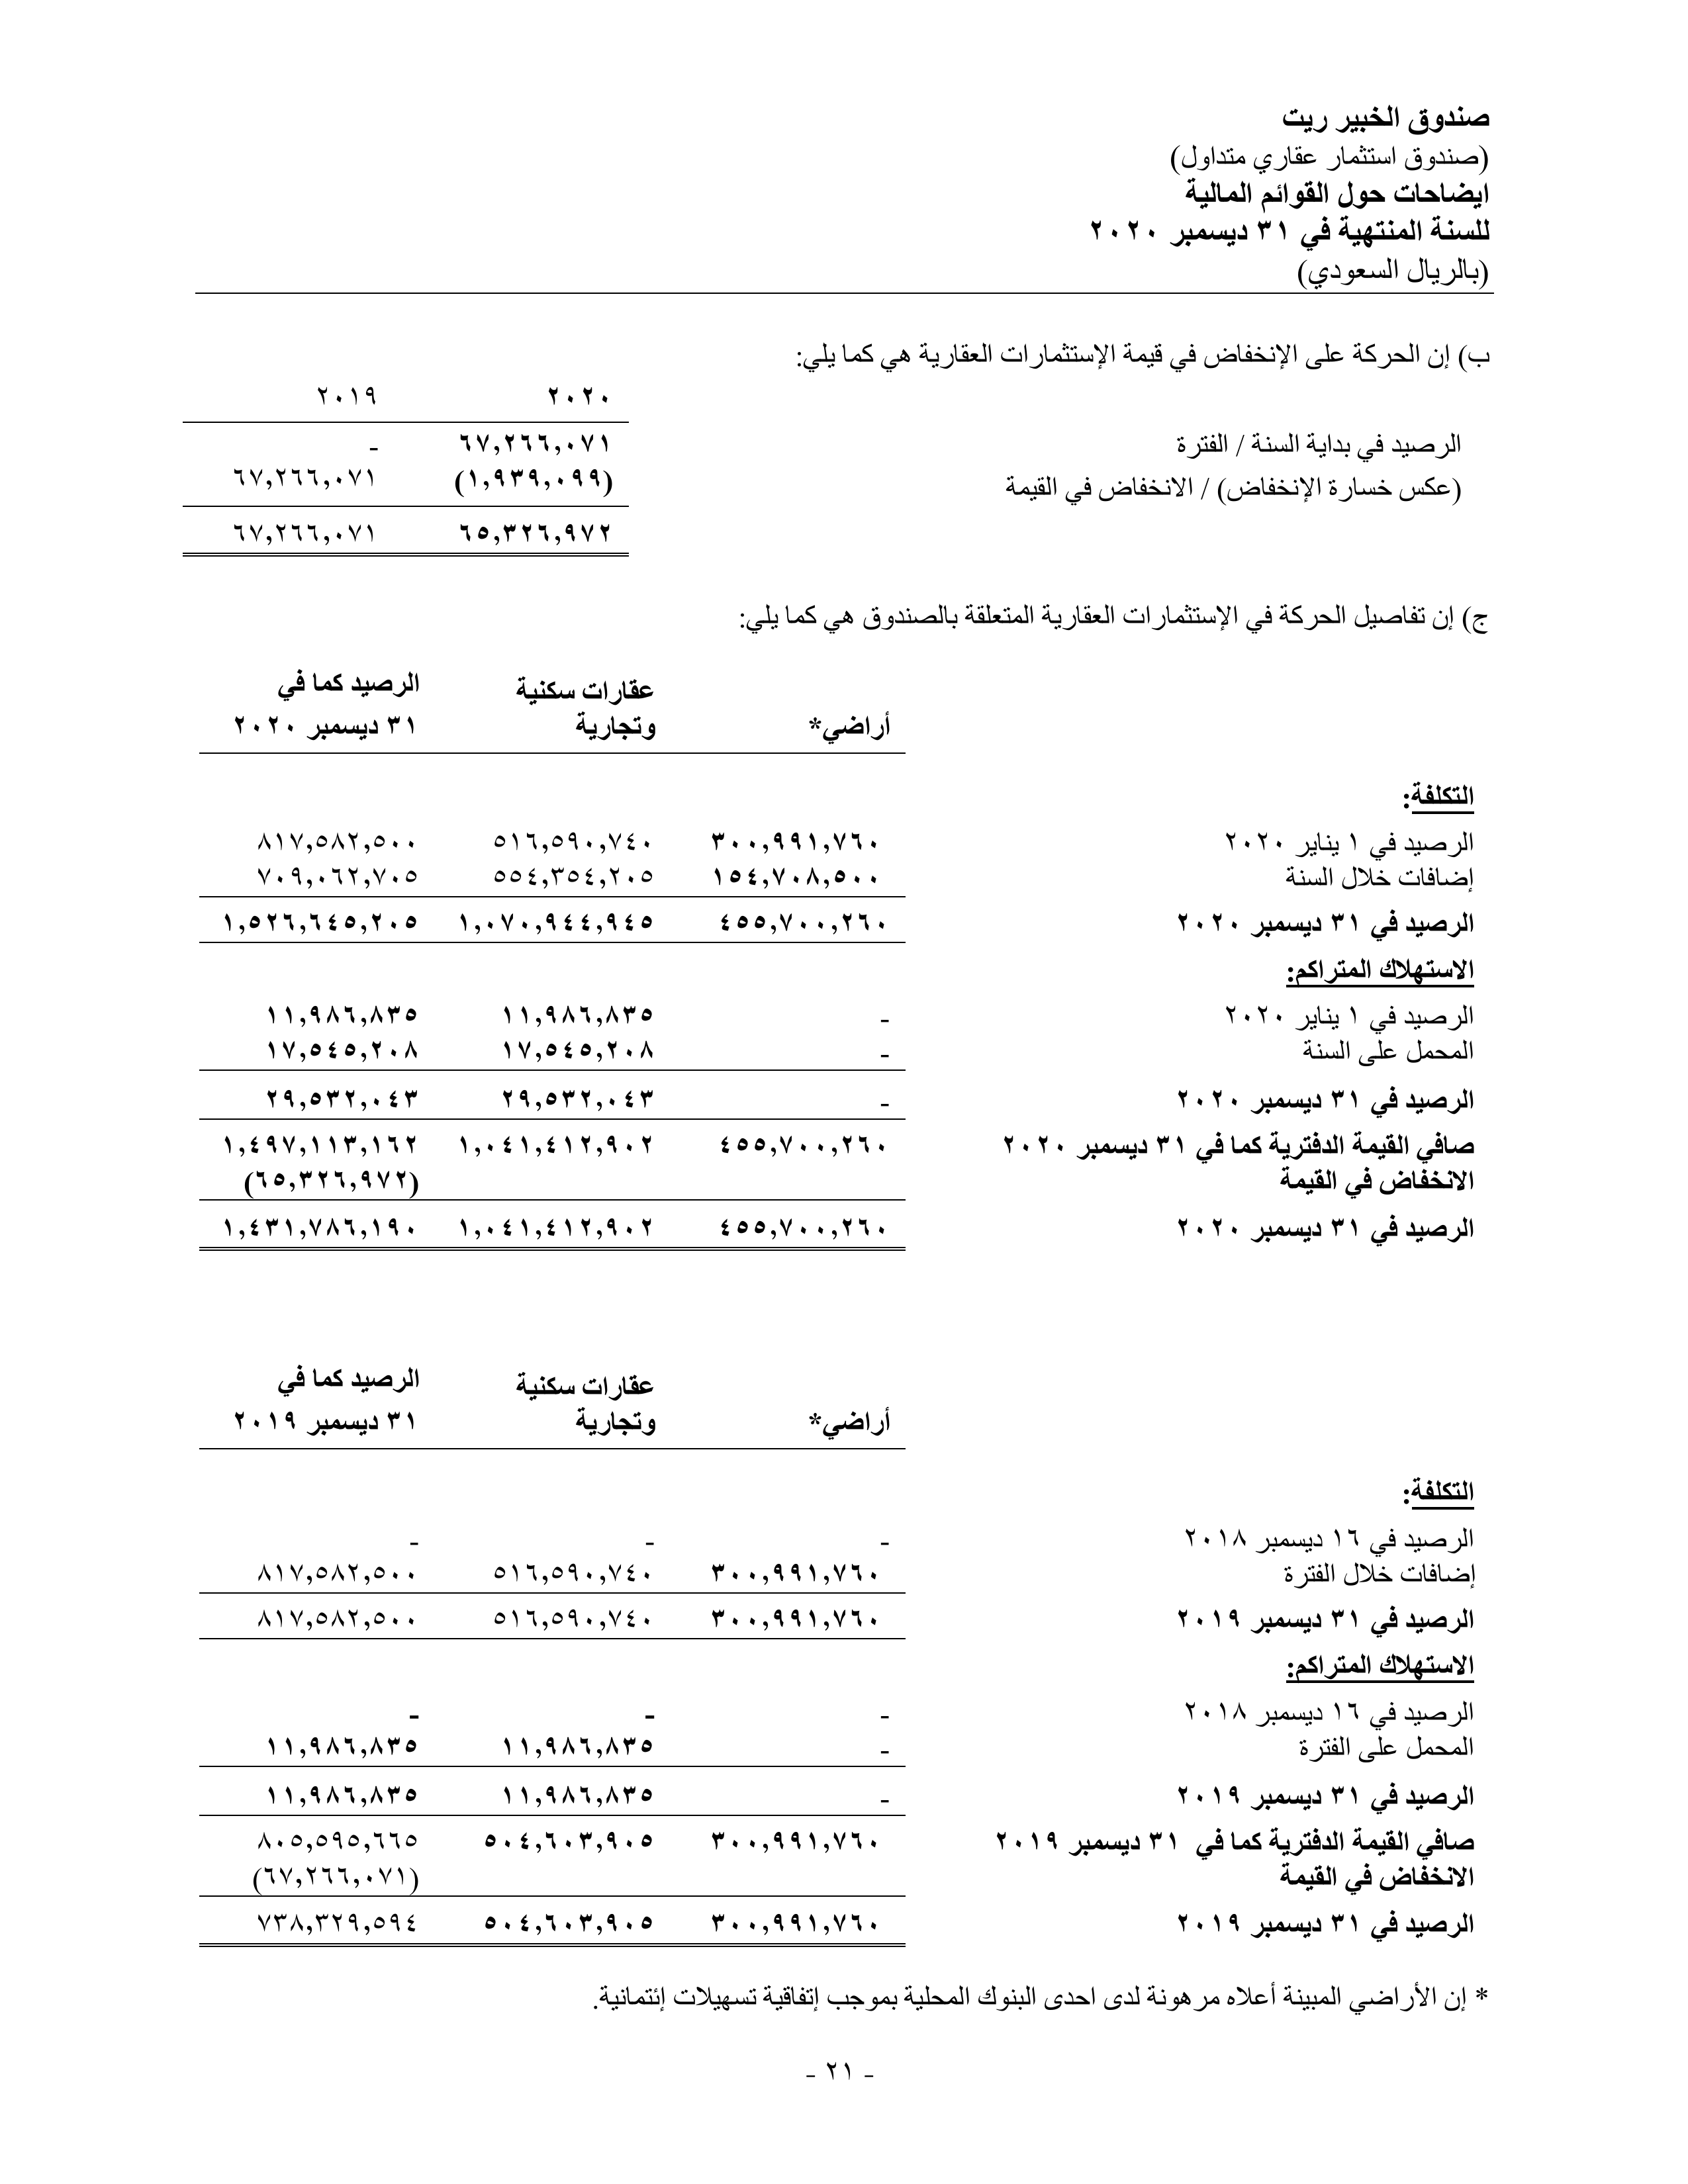 صندوق الخبير ريت
(صندوق استثمار عقاري متداول)
ايضاحات حول القوائم المالية
للسنة المنتهية في ٣١ ديسمبر ٢٠٢٠
(بالريال السعودي)
ب) إن الحركة على الإنخفاض في قيمة الإستثمارات العقارية هي كما يلي:
٢٠٢٠ ٢٠١٩
الرصيد في بداية السنة / الفترة ٦٧,٢٦٦,٠٧١ -
(عكس خسارة الإنخفاض) / الانخفاض في القيمة (١,٩٣٩,٠٩٩) ٦٧,٢٦٦,٠٧١
٦٥,٣٢٦,٩٧٢ ٦٧,٢٦٦,٠٧١
ج) إن تفاصيل الحركة في الإستثمارات العقارية المتعلقة بالصندوق هي كما يلي:
عقارات سكنية الرصيد كما في
أراضي* وتجارية ٣١ ديسمبر ٢٠٢٠
التكلفة:
الرصيد في ١ يناير ٢٠٢٠ ٣٠٠,٩٩١,٧٦٠ ٥١٦,٥٩٠,٧٤٠ ٨١٧,٥٨٢,٥٠٠
إضافات خلال السنة ١٥٤,٧٠٨,٥٠٠ ٥٥٤,٣٥٤,٢٠٥ ٧٠٩,٠٦٢,٧٠٥
الرصيد في ٣١ ديسمبر ٢٠٢٠ ٤٥٥,٧٠٠,٢٦٠ ١,٠٧٠,٩٤٤,٩٤٥ ١,٥٢٦,٦٤٥,٢٠٥
الاستهلاك المتراكم:
الرصيد في ١ يناير ٢٠٢٠ - ١١,٩٨٦,٨٣٥ ١١,٩٨٦,٨٣٥
المحمل على السنة - ١٧,٥٤٥,٢٠٨ ١٧,٥٤٥,٢٠٨
الرصيد في ٣١ ديسمبر ٢٠٢٠ - ٢٩,٥٣٢,٠٤٣ ٢٩,٥٣٢,٠٤٣
صافي القيمة الدفترية كما في ٣١ ديسمبر ٢٠٢٠ ٤٥٥,٧٠٠,٢٦٠ ١,٠٤١,٤١٢,٩٠٢ ١,٤٩٧,١١٣,١٦٢
الانخفاض في القيمة (٦٥,٣٢٦,٩٧٢)
الرصيد في ٣١ ديسمبر ٢٠٢٠ ٤٥٥,٧٠٠,٢٦٠ ١,٠٤١,٤١٢,٩٠٢ ١,٤٣١,٧٨٦,١٩٠
عقارات سكنية الرصيد كما في
أراضي* وتجارية ٣١ ديسمبر ٢٠١٩
التكلفة:
الرصيد في ١٦ ديسمبر ٢٠١٨ - - -
إضافات خلال الفترة ٣٠٠,٩٩١,٧٦٠ ٥١٦,٥٩٠,٧٤٠ ٨١٧,٥٨٢,٥٠٠
الرصيد في ٣١ ديسمبر ٢٠١٩ ٣٠٠,٩٩١,٧٦٠ ٥١٦,٥٩٠,٧٤٠ ٨١٧,٥٨٢,٥٠٠
الاستهلاك المتراكم:
الرصيد في ١٦ ديسمبر ٢٠١٨ - - -
المحمل على الفترة - ١١,٩٨٦,٨٣٥ ١١,٩٨٦,٨٣٥
الرصيد في ٣١ ديسمبر ٢٠١٩ - ١١,٩٨٦,٨٣٥ ١١,٩٨٦,٨٣٥
صافي القيمة الدفترية كما في ٣١ ديسمبر ٢٠١٩ ٣٠٠,٩٩١,٧٦٠ ٥٠٤,٦٠٣,٩٠٥ ٨٠٥,٥٩٥,٦٦٥
الانخفاض في القيمة (٦٧,٢٦٦,٠٧١)
الرصيد في ٣١ ديسمبر ٢٠١٩ ٣٠٠,٩٩١,٧٦٠ ٥٠٤,٦٠٣,٩٠٥ ٧٣٨,٣٢٩,٥٩٤
* إن الأراضي المبينة أعلاه مرهونة لدى احدى البنوك المحلية بموجب إتفاقية تسهيلات إئتمانية.
- ٢١ -